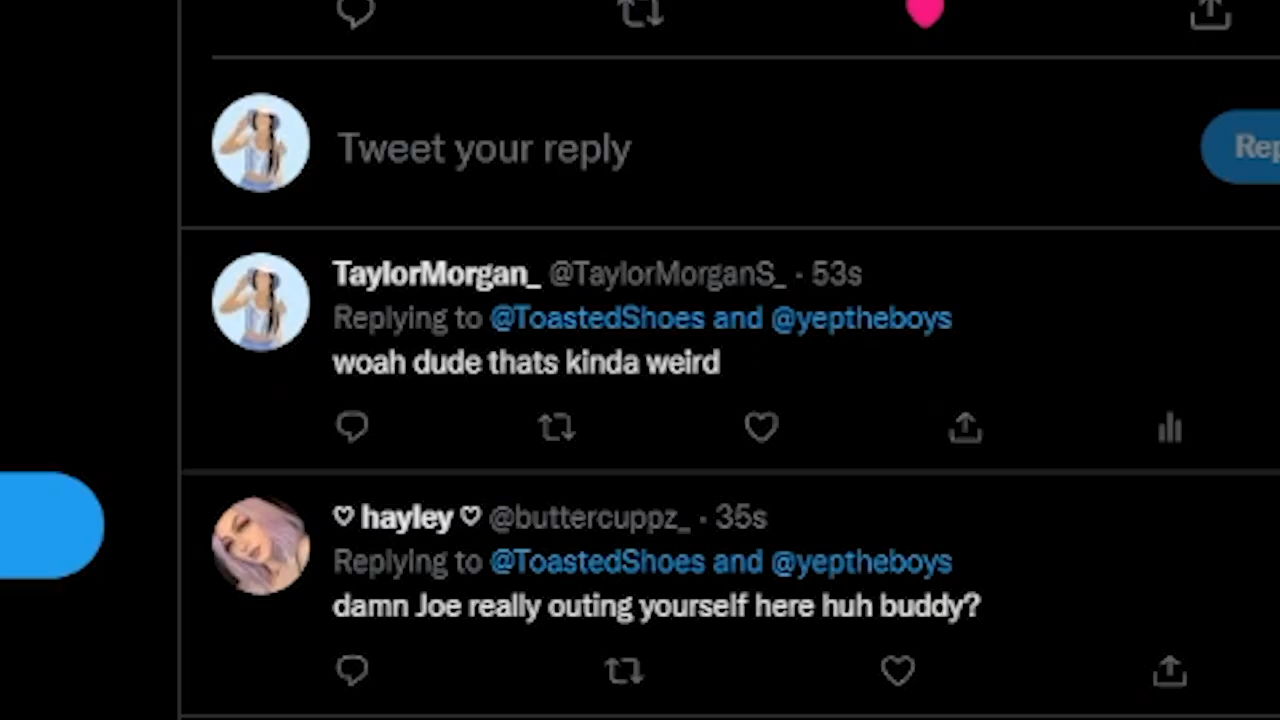 Tweet your reply
Rep
TaylorMorgan_ @TaylorMorganS_ · 53s
Replying to @ToastedShoes and @yeptheboys
woah dude thats kinda weird
♡ hayley ♡ @buttercuppz_ · 35s
Replying to @ToastedShoes and @yeptheboys
damn Joe really outing yourself here huh buddy?